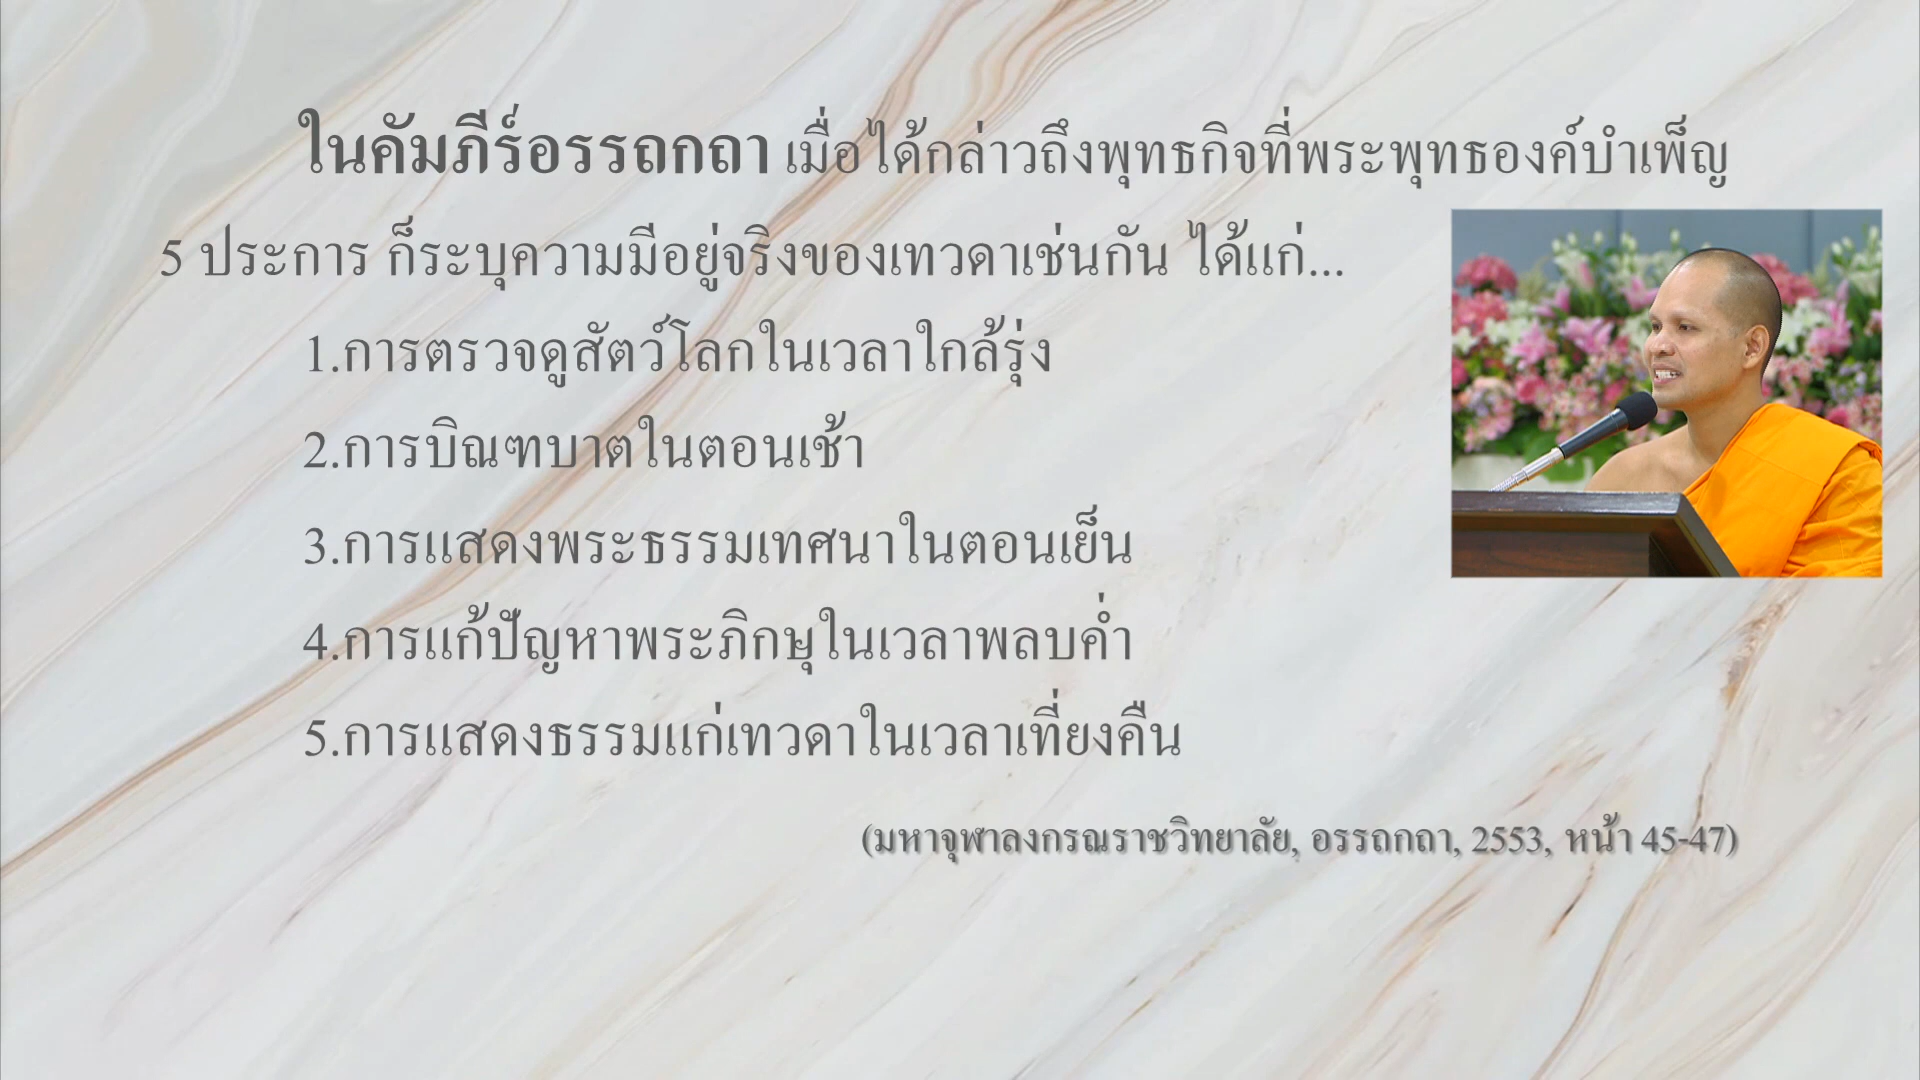 ในคัมภีร์อรรถกถา เมื่อได้กล่าวถึงพุทธกิจที่พระพุทธองค์บำเพ็ญ
5 ประการ ก็ระบุความมีอยู่จริงของเทวดาเช่นกัน ได้แก่...
1.การตรวจดูสัตว์โลกในเวลาใกล้รุ่ง
2.การบิณฑบาตในตอนเช้า
3.การแสดงพระธรรมเทศนาในตอนเย็น
4.การแก้ปัญหาพระภิกษุในเวลาพลบค่ำ
5.การแสดงธรรมแก่เทวดาในเวลาเที่ยงคืน
(มหาจุฬาลงกรณราชวิทยาลัย, อรรถกถา, 2553, หน้า 45-47)